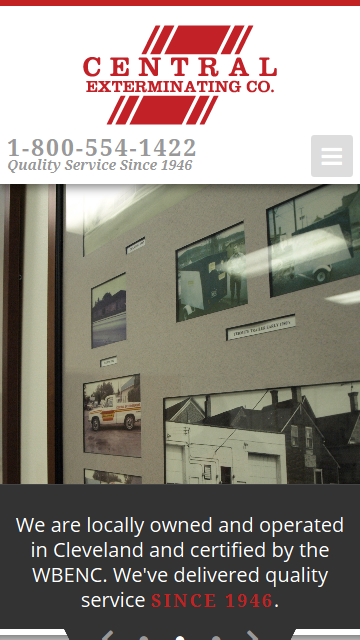 CENTRAL
EXTERMINATING CO.
1-800-554-1422
Quality Service Since 1946
We are locally owned and operated
in Cleveland and certified by the
WBENC. We've delivered quality
service SINCE 1946.